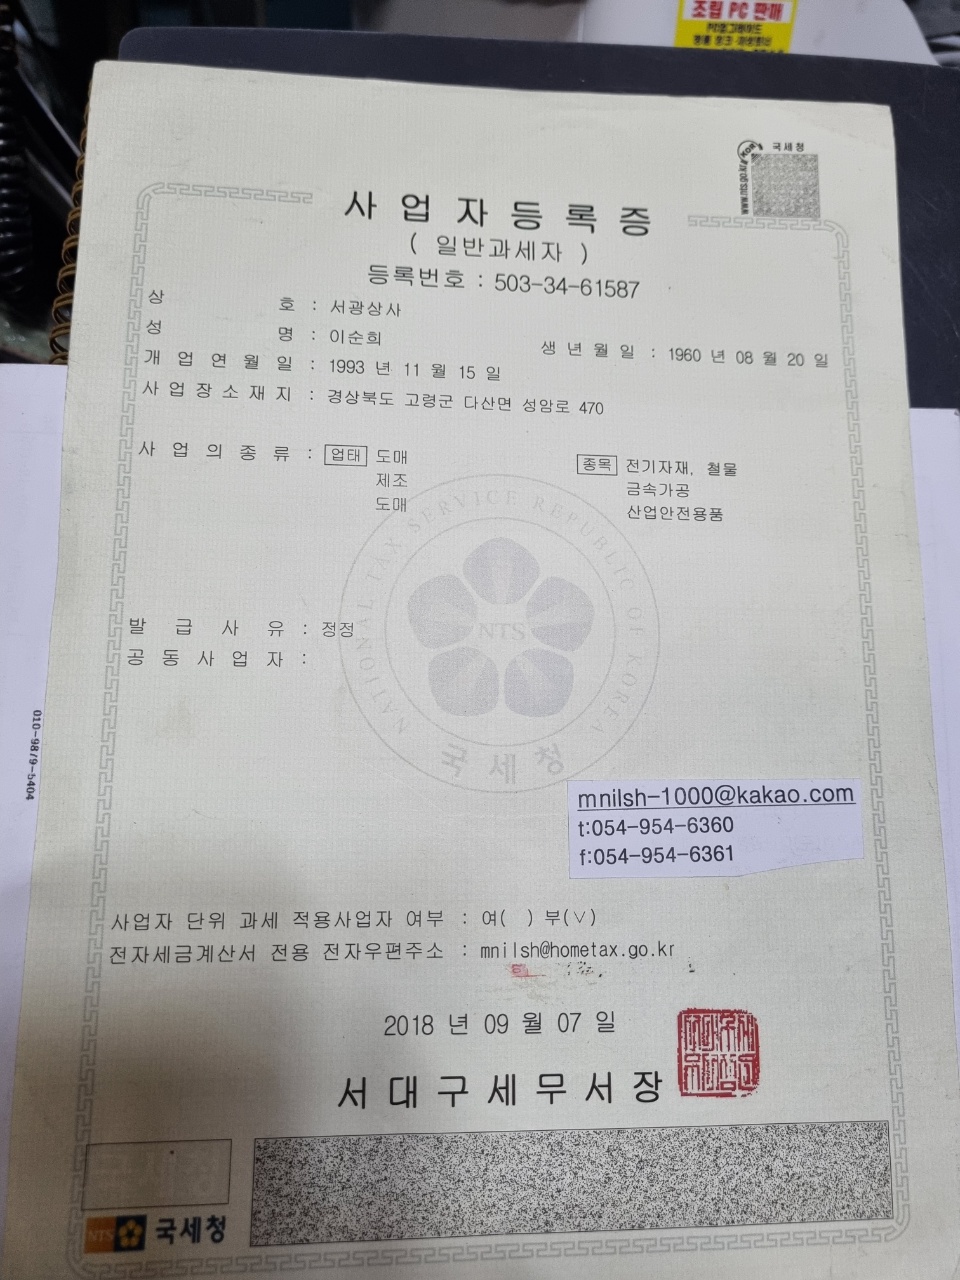 조립 PC 판매
국세청
사업자등록증
( 일반과세자 )
등록번호 : 503-34-61587
상 호 : 서광상사
성 명 : 이순희 생 년 월 일 : 1960 년 08 월 20 일
개 업 연 월 일 : 1993 년 11 월 15 일
사 업 장 소 재 지 : 경상북도 고령군 다산면 성암로 470
사 업 의 종 류 : 업태 도매 종목 전기자재, 철물
제조 금속가공
도매 산업안전용품
NATIONAL TAX SERVICE REPUBLIC OF KOREA
NTS
국세청
발 급 사 유 : 정정
공 동 사 업 자 :
010-9879-5404
mnilsh-1000@kakao.com
t:054-954-6360
f:054-954-6361
사업자 단위 과세 적용사업자 여부 : 여( ) 부(∨)
전자세금계산서 전용 전자우편주소 : mnilsh@hometax.go.kr
2018 년 09 월 07 일
서대구세무서장
국세청
NTS 국세청